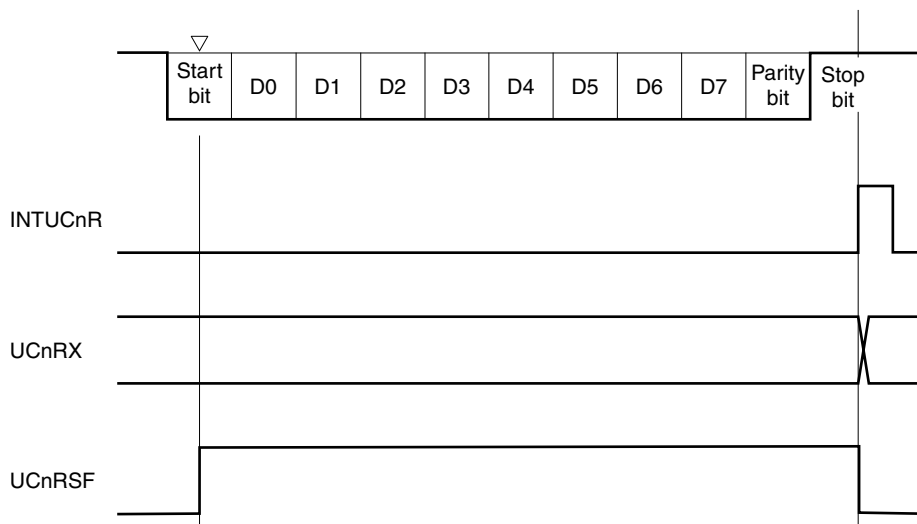 Start
bit
D0
D1
D2
D3
D4
D5
D6
D7
Parity
bit
Stop
bit
INTUCnR
UCnRX
UCnRSF